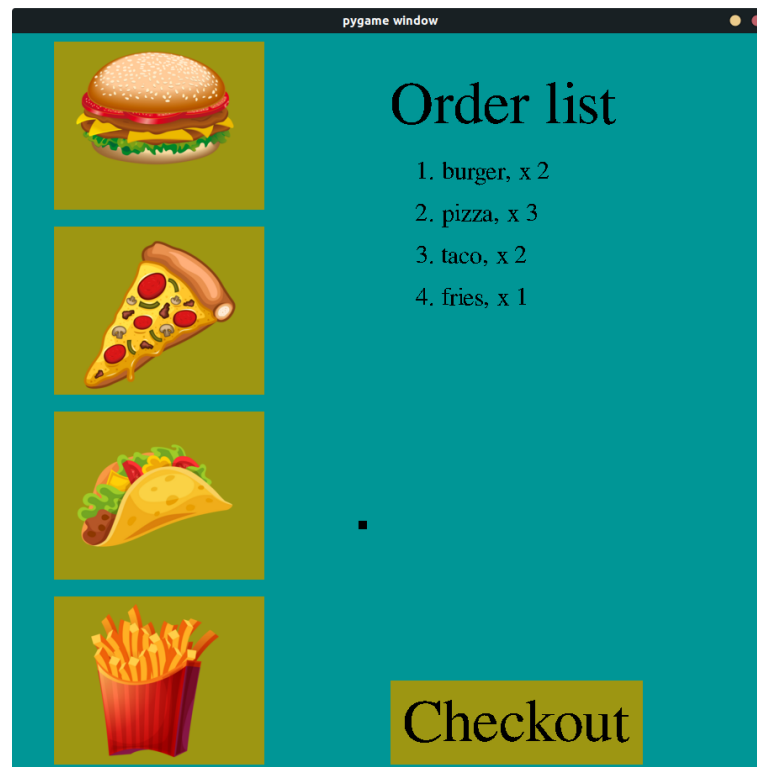 pygame window
Order list
1. burger, x 2
2. pizza, x 3
3. taco, x 2
4. fries, x 1
Checkout